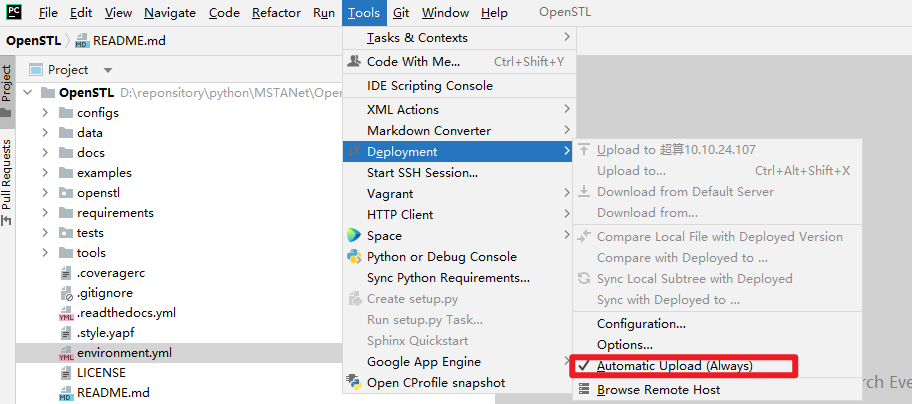 PC File Edit View Navigate Code Refactor Run Tools Git Window Help OpenSTL
OpenSTL README.md
Project
Pull Requests
Project
OpenSTL D:\reponsitory\python\MSTANet\Open
configs
data
docs
examples
openstl
requirements
tests
tools
.coveragerc
.gitignore
.readthedocs.yml
.style.yapf
environment.yml
LICENSE
README.md
Tasks & Contexts
Code With Me... Ctrl+Shift+Y
IDE Scripting Console
XML Actions
Markdown Converter
Deployment
Start SSH Session...
Vagrant
HTTP Client
Space
Python or Debug Console
Sync Python Requirements...
Create setup.py
Run setup.py Task...
Sphinx Quickstart
Google App Engine
Open CProfile snapshot
Upload to 超算10.10.24.107
Upload to... Ctrl+Alt+Shift+X
Download from Default Server
Download from...
Compare Local File with Deployed Version
Compare with Deployed to ...
Sync Local Subtree with Deployed
Sync with Deployed to ...
Configuration...
Options...
Automatic Upload (Always)
Browse Remote Host
rch Eve